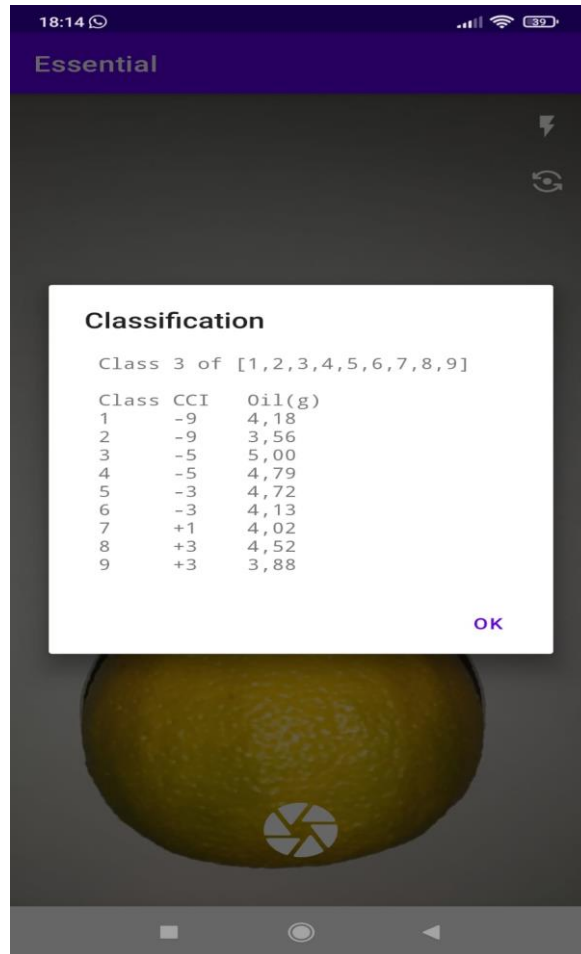 18:14 39
Essential
Classification
Class 3 of [1,2,3,4,5,6,7,8,9]
Class CCI Oil(g)
1 -9 4,18
2 -9 3,56
3 -5 5,00
4 -5 4,79
5 -3 4,72
6 -3 4,13
7 +1 4,02
8 +3 4,52
9 +3 3,88
OK